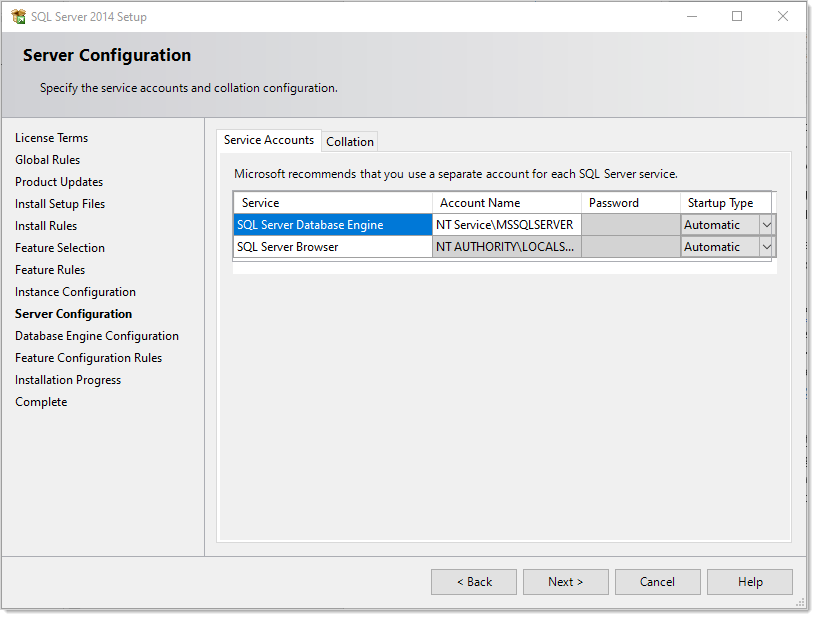 SQL Server 2014 Setup
Server Configuration
Specify the service accounts and collation configuration.
License Terms
Global Rules
Product Updates
Install Setup Files
Install Rules
Feature Selection
Feature Rules
Instance Configuration
Server Configuration
Database Engine Configuration
Feature Configuration Rules
Installation Progress
Complete
Service Accounts Collation
Microsoft recommends that you use a separate account for each SQL Server service.
Service Account Name Password Startup Type
SQL Server Database Engine NT Service\MSSQLSERVER Automatic
SQL Server Browser NT AUTHORITY\LOCALS... Automatic
< Back Next > Cancel Help